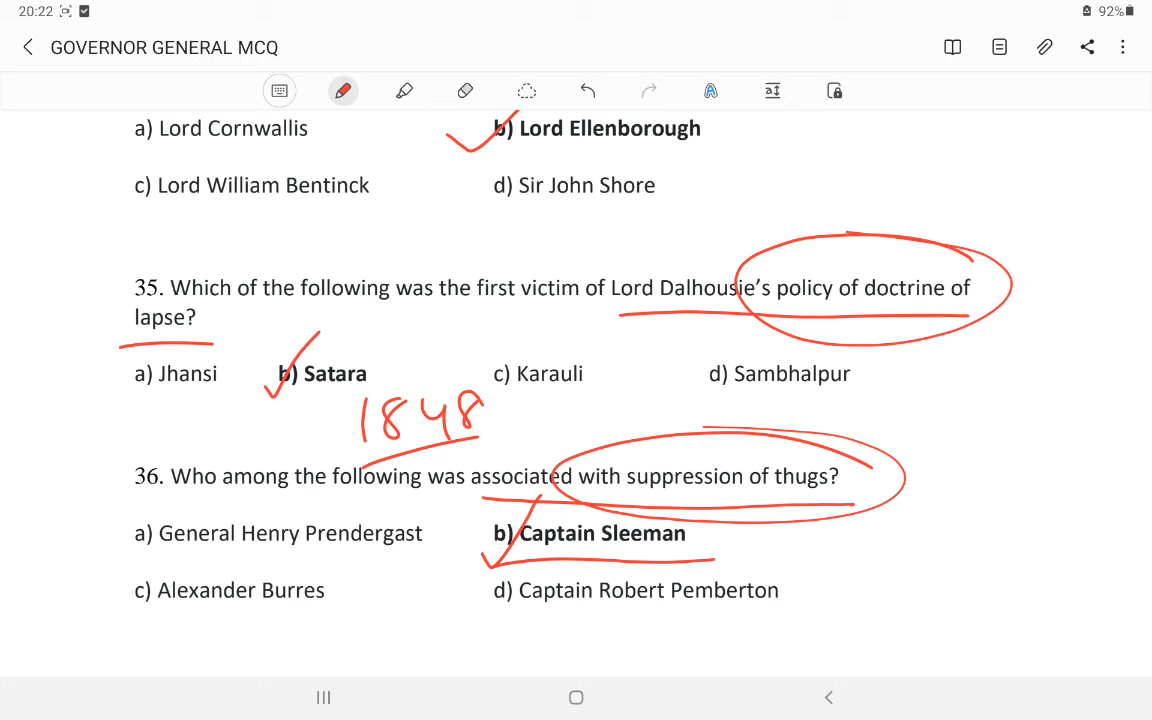 20:22 92%
GOVERNOR GENERAL MCQ
a) Lord Cornwallis b) Lord Ellenborough
c) Lord William Bentinck d) Sir John Shore
35. Which of the following was the first victim of Lord Dalhousie’s policy of doctrine of
lapse?
a) Jhansi b) Satara c) Karauli d) Sambhalpur
1848
36. Who among the following was associated with suppression of thugs?
a) General Henry Prendergast b) Captain Sleeman
c) Alexander Burres d) Captain Robert Pemberton